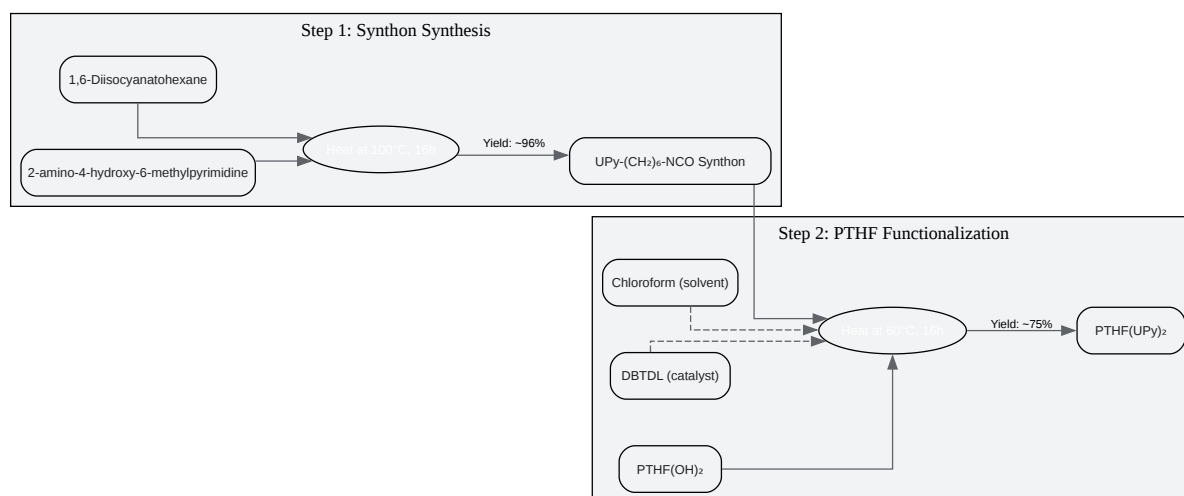 Step 1: Synthon Synthesis
1,6-Diisocyanatohexane
2-amino-4-hydroxy-6-methylpyrimidine
Heat at 100°C, 16h
Yield: ~96%
UPy-(CH₂)₆-NCO Synthon
Step 2: PTHF Functionalization
Chloroform (solvent)
DBTDL (catalyst)
PTHF(OH)₂
Heat at 60°C, 16h
Yield: ~75%
PTHF(UPy)₂